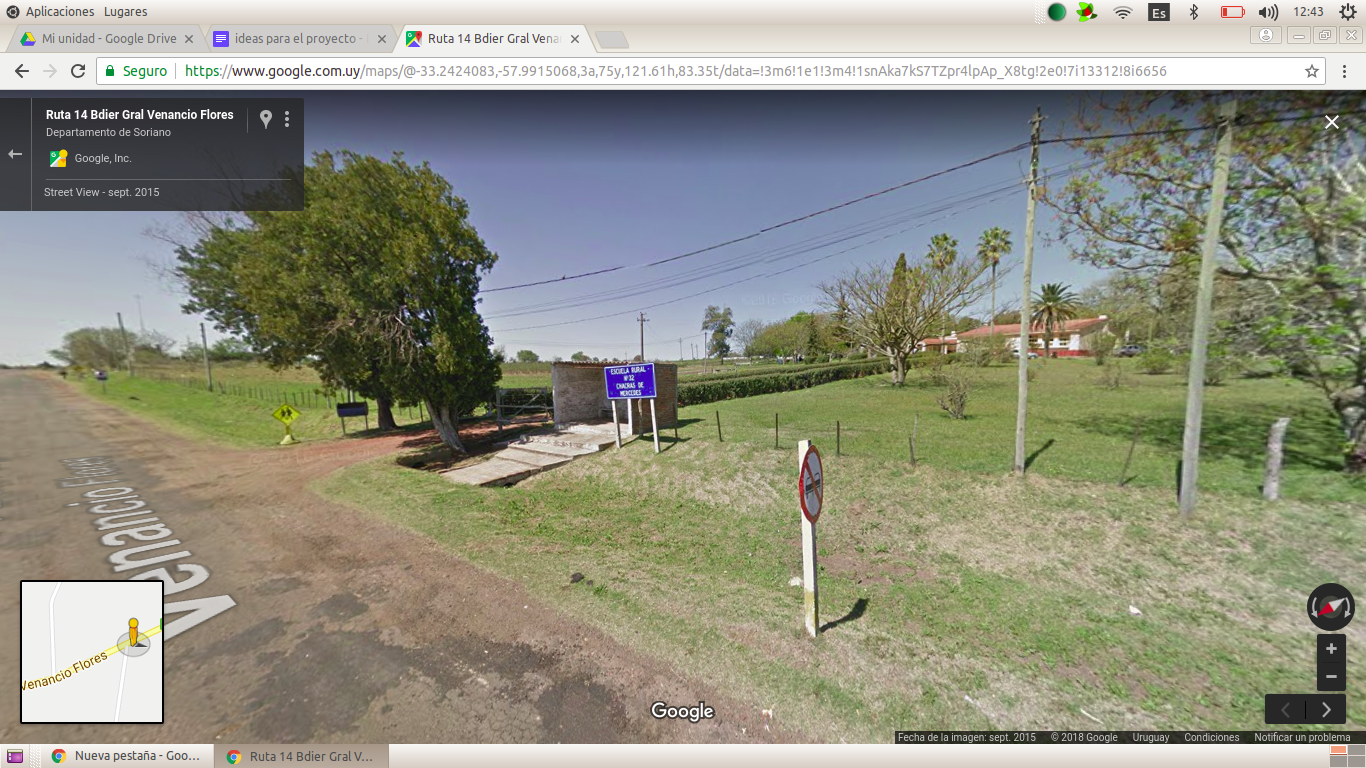 Aplicaciones Lugares
Es
12:43
Mi unidad - Google Drive
ideas para el proyecto -
Ruta 14 Bdier Gral Vena
Seguro
https://www.google.com.uy/maps/@-33.2424083,-57.9915068,3a,75y,121.61h,83.35t/data=!3m6!1e1!3m4!1snAka7kS7TZpr4lpAp_X8tg!2e0!7i13312!8i6656
Ruta 14 Bdier Gral Venancio Flores
Departamento de Soriano
Google, Inc.
Street View - sept. 2015
ESCUELA RURAL
Nº32
CHACRAS DE
MERCEDES
Venancio Flores
Venancio Flores
Google
Fecha de la imagen: sept. 2015 © 2018 Google Uruguay Condiciones Notificar un problema
Nueva pestaña - Goo...
Ruta 14 Bdier Gral V...